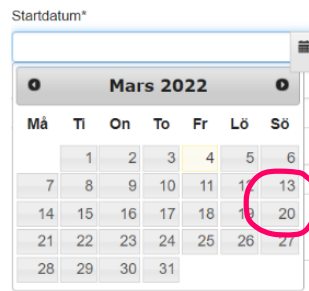 Startdatum*
Mars 2022
Må Ti On To Fr Lö Sö
1 2 3 4 5 6
7 8 9 10 11 12 13
14 15 16 17 18 19 20
21 22 23 24 25 26 27
28 29 30 31